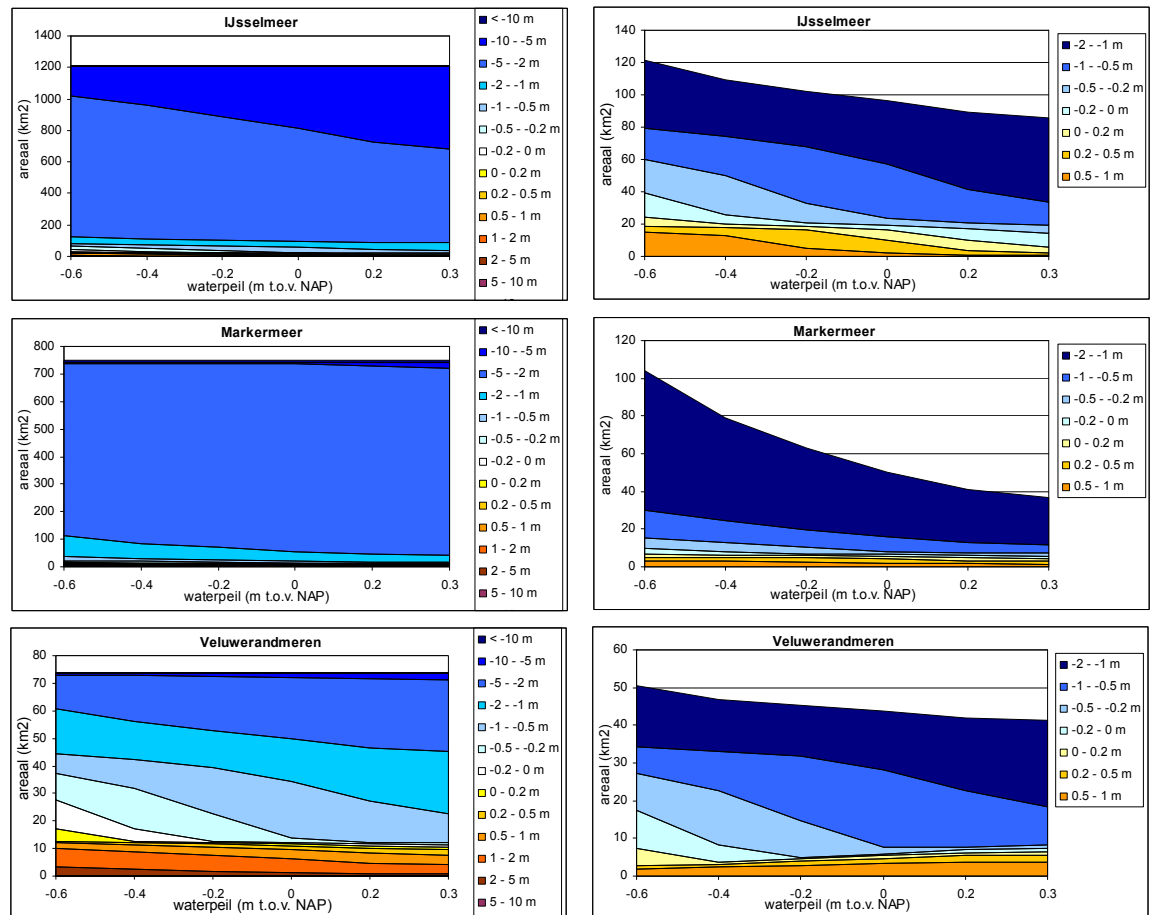 IJsselmeer
areaal (km2)
1400
1200
1000
800
600
400
200
0
-0.6 -0.4 -0.2 0 0.2 0.3
waterpeil (m t.o.v. NAP)
< -10 m
-10 - -5 m
-5 - -2 m
-2 - -1 m
-1 - -0.5 m
-0.5 - -0.2 m
-0.2 - 0 m
0 - 0.2 m
0.2 - 0.5 m
0.5 - 1 m
1 - 2 m
2 - 5 m
5 - 10 m
IJsselmeer
areaal (km2)
140
120
100
80
60
40
20
0
-0.6 -0.4 -0.2 0 0.2 0.3
waterpeil (m t.o.v. NAP)
-2 - -1 m
-1 - -0.5 m
-0.5 - -0.2 m
-0.2 - 0 m
0 - 0.2 m
0.2 - 0.5 m
0.5 - 1 m
Markermeer
areaal (km2)
800
700
600
500
400
300
200
100
0
-0.6 -0.4 -0.2 0 0.2 0.3
waterpeil (m t.o.v. NAP)
< -10 m
-10 - -5 m
-5 - -2 m
-2 - -1 m
-1 - -0.5 m
-0.5 - -0.2 m
-0.2 - 0 m
0 - 0.2 m
0.2 - 0.5 m
0.5 - 1 m
1 - 2 m
2 - 5 m
5 - 10 m
Markermeer
areaal (km2)
120
100
80
60
40
20
0
-0.6 -0.4 -0.2 0 0.2 0.3
waterpeil (m t.o.v. NAP)
-2 - -1 m
-1 - -0.5 m
-0.5 - -0.2 m
-0.2 - 0 m
0 - 0.2 m
0.2 - 0.5 m
0.5 - 1 m
Veluwerandmeren
areaal (km2)
80
70
60
50
40
30
20
10
0
-0.6 -0.4 -0.2 0 0.2 0.3
waterpeil (m t.o.v. NAP)
< -10 m
-10 - -5 m
-5 - -2 m
-2 - -1 m
-1 - -0.5 m
-0.5 - -0.2 m
-0.2 - 0 m
0 - 0.2 m
0.2 - 0.5 m
0.5 - 1 m
1 - 2 m
2 - 5 m
5 - 10 m
Veluwerandmeren
areaal (km2)
60
50
40
30
20
10
0
-0.6 -0.4 -0.2 0 0.2 0.3
waterpeil (m t.o.v. NAP)
-2 - -1 m
-1 - -0.5 m
-0.5 - -0.2 m
-0.2 - 0 m
0 - 0.2 m
0.2 - 0.5 m
0.5 - 1 m